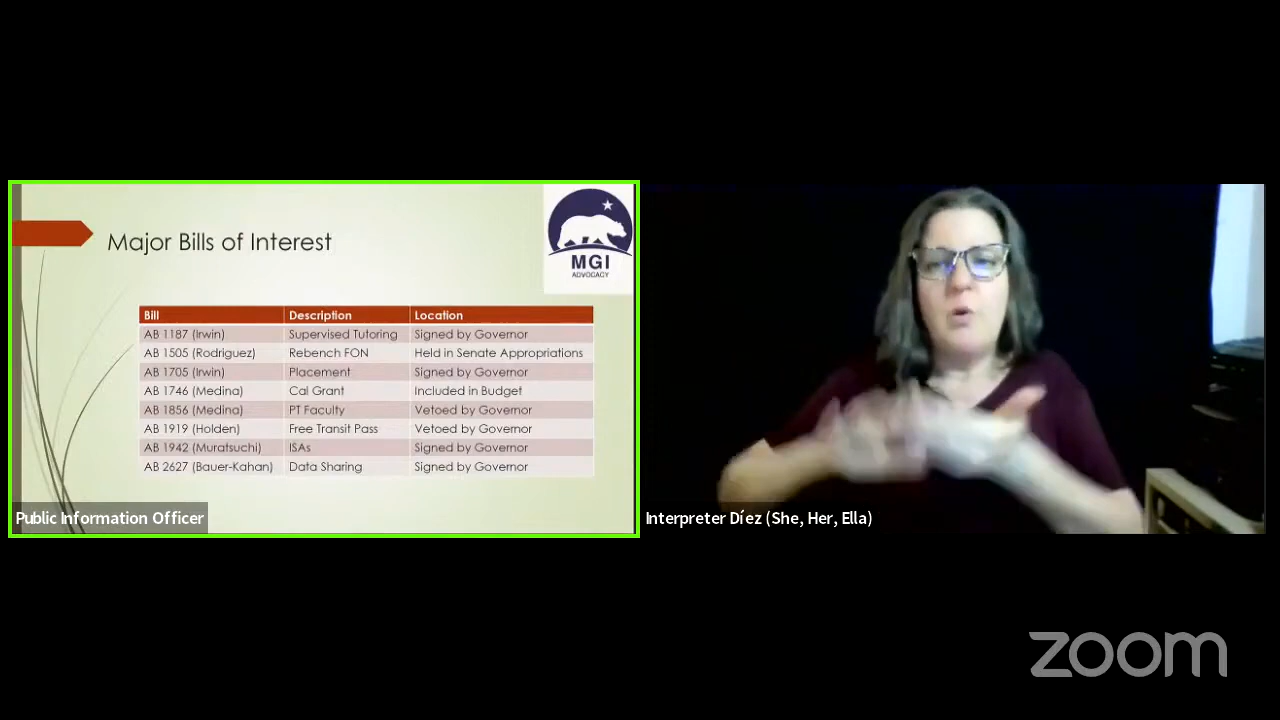 Major Bills of Interest
MGI
ADVOCACY
Bill Description Location
AB 1187 (Irwin) Supervised Tutoring Signed by Governor
AB 1505 (Rodriguez) Rebench FON Held in Senate Appropriations
AB 1705 (Irwin) Placement Signed by Governor
AB 1746 (Medina) Cal Grant Included in Budget
AB 1856 (Medina) PT Faculty Vetoed by Governor
AB 1919 (Holden) Free Transit Pass Vetoed by Governor
AB 1942 (Muratsuchi) ISAs Signed by Governor
AB 2627 (Bauer-Kahan) Data Sharing Signed by Governor
Public Information Officer
Interpreter Díez (She, Her, Ella)
zoom